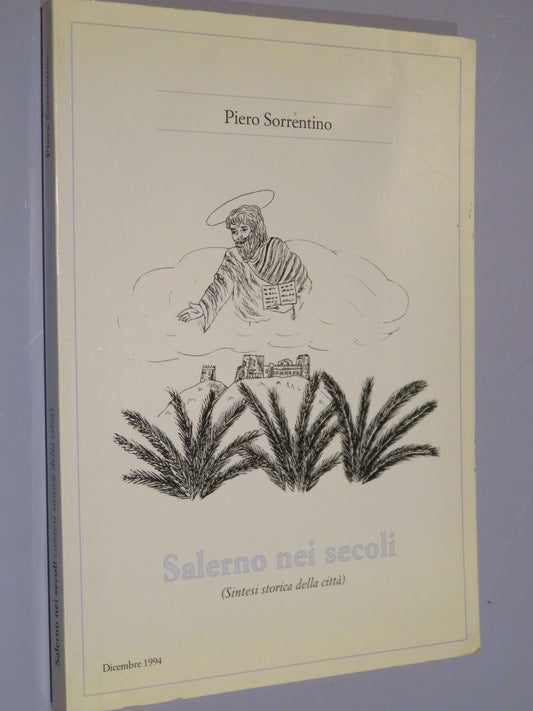 Piero Sorrentino
Salerno nei secoli
(Sintesi storica della città)
Dicembre 1994
Salerno nei secoli (sintesi storica della città)
Piero Sorrentino